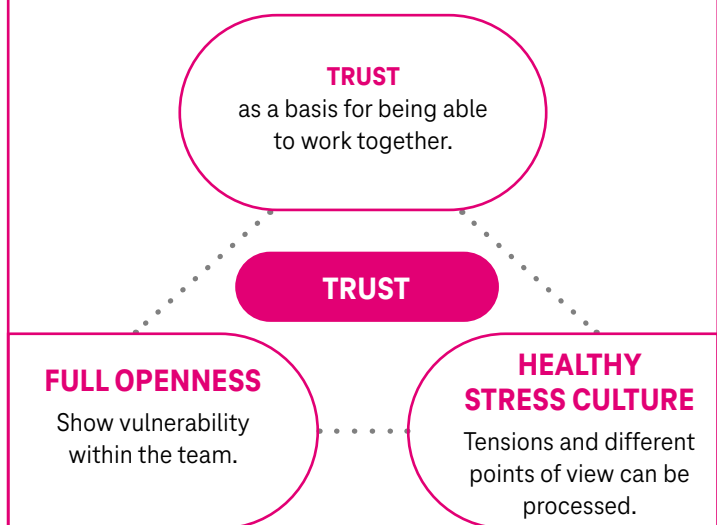 TRUST
as a basis for being able
to work together.
TRUST
FULL OPENNESS
Show vulnerability
within the team.
HEALTHY
STRESS CULTURE
Tensions and different
points of view can be
processed.